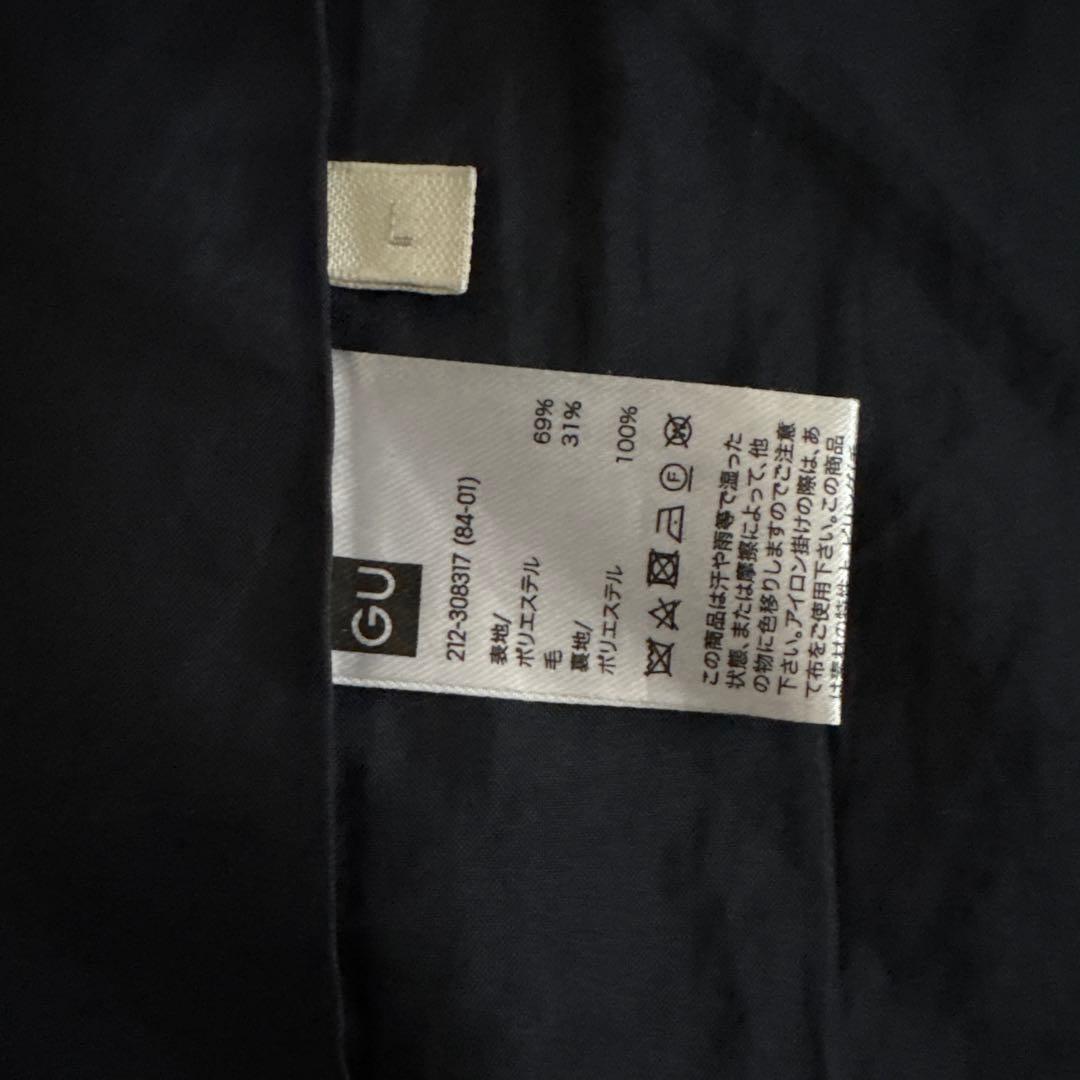 L
GU
212-308317 (84-01)
表地/
ポリエステル 69%
毛 31%
裏地/
ポリエステル 100%
F W
この商品は汗や雨等で湿った
状態、または摩擦によって、他
の物に色移りしますのでご注意
下さい。アイロン掛けの際は、あ
て布をご使用下さい。この商品